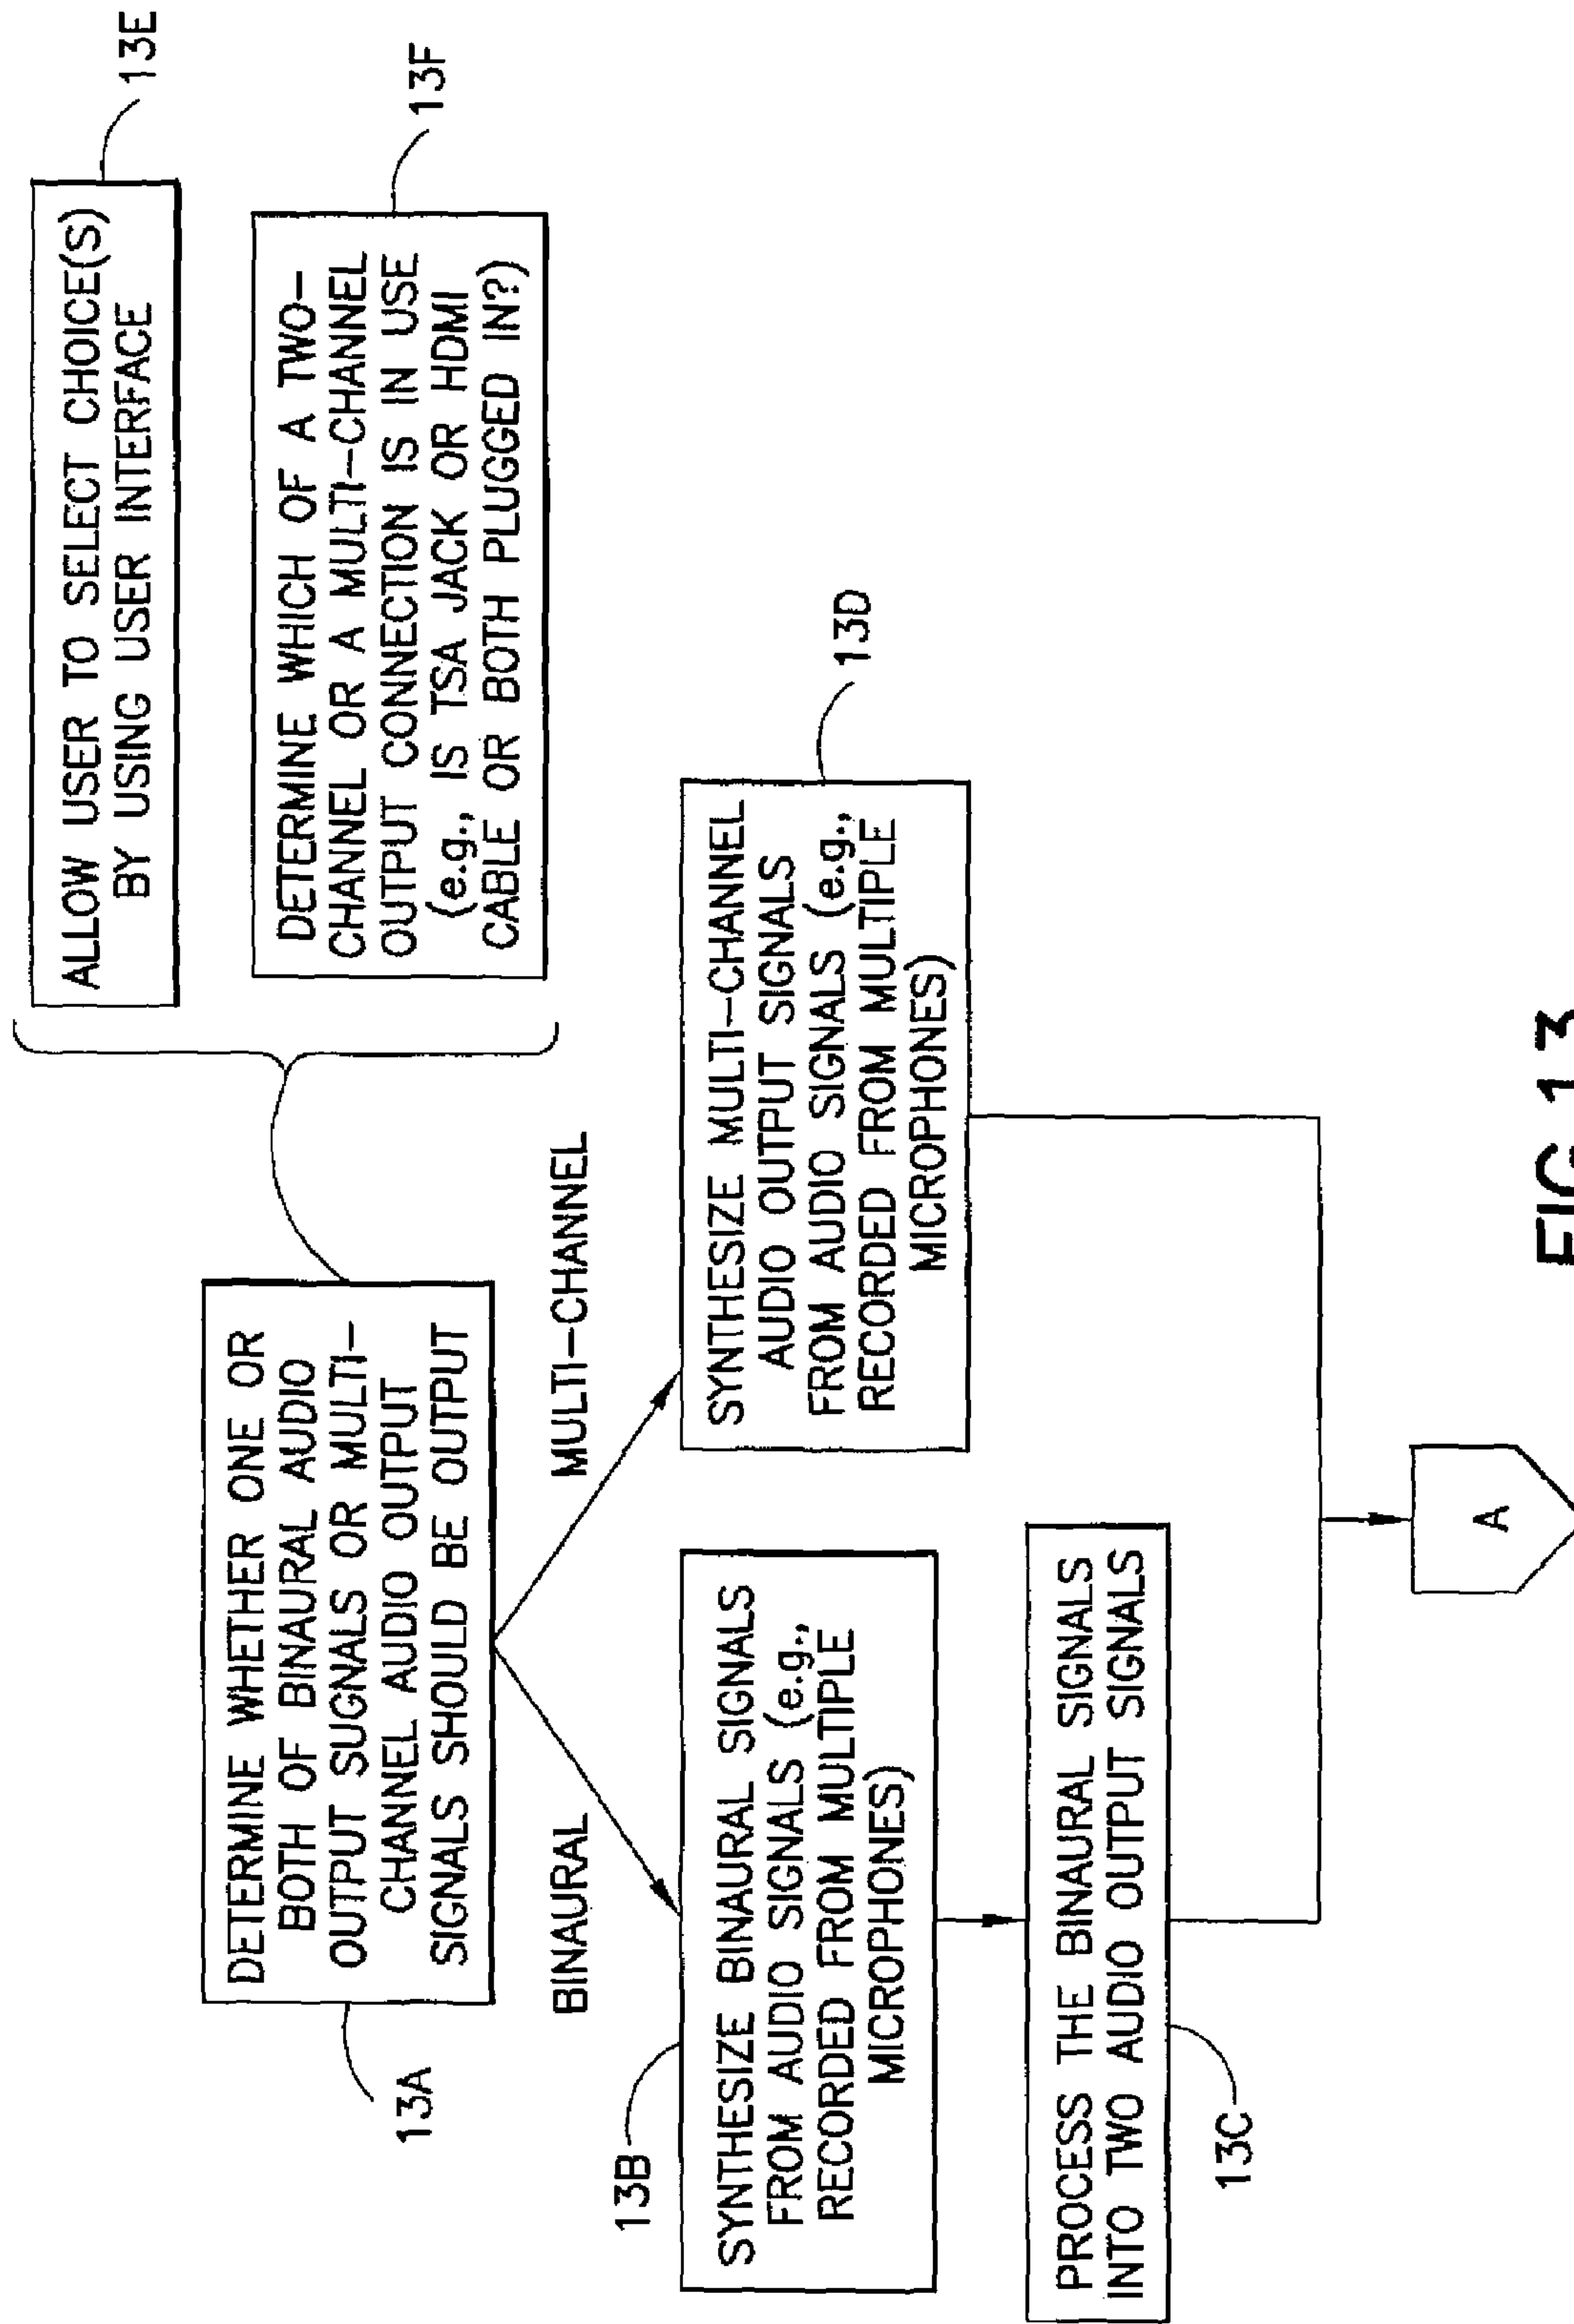 13A
DETERMINE WHETHER ONE OR
BOTH OF BINAURAL AUDIO
OUTPUT SUGNALS OR MULTI-
CHANNEL AUDIO OUTPUT
SIGNALS SHOULD BE OUTPUT
ALLOW USER TO SELECT CHOICE(S)
BY USING USER INTERFACE
13E
DETERMINE WHICH OF A TWO-
CHANNEL OR A MULTI-CHANNEL
OUTPUT CONNECTION IS IN USE
(e.g., IS TSA JACK OR HDMI
CABLE OR BOTH PLUGGED IN?)
13F
BINAURAL
MULTI-CHANNEL
13B
SYNTHESIZE BINAURAL SIGNALS
FROM AUDIO SIGNALS (e.g.,
RECORDED FROM MULTIPLE
MICROPHONES)
SYNTHESIZE MULTI-CHANNEL
AUDIO OUTPUT SIGNALS
FROM AUDIO SIGNALS (e.g.,
RECORDED FROM MULTIPLE
MICROPHONES)
13D
PROCESS THE BINAURAL SIGNALS
INTO TWO AUDIO OUTPUT SIGNALS
13C
A
FIG.13